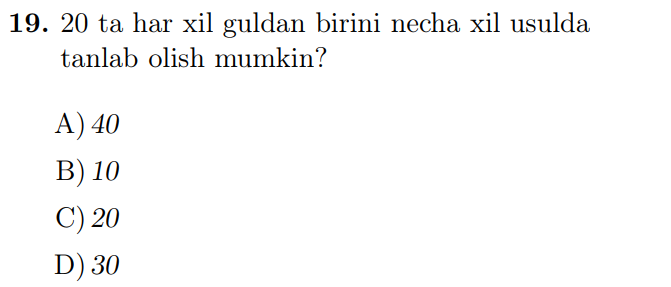 19. 20 ta har xil guldan birini necha xil usulda
tanlab olish mumkin?
A) 40
B) 10
C) 20
D) 30